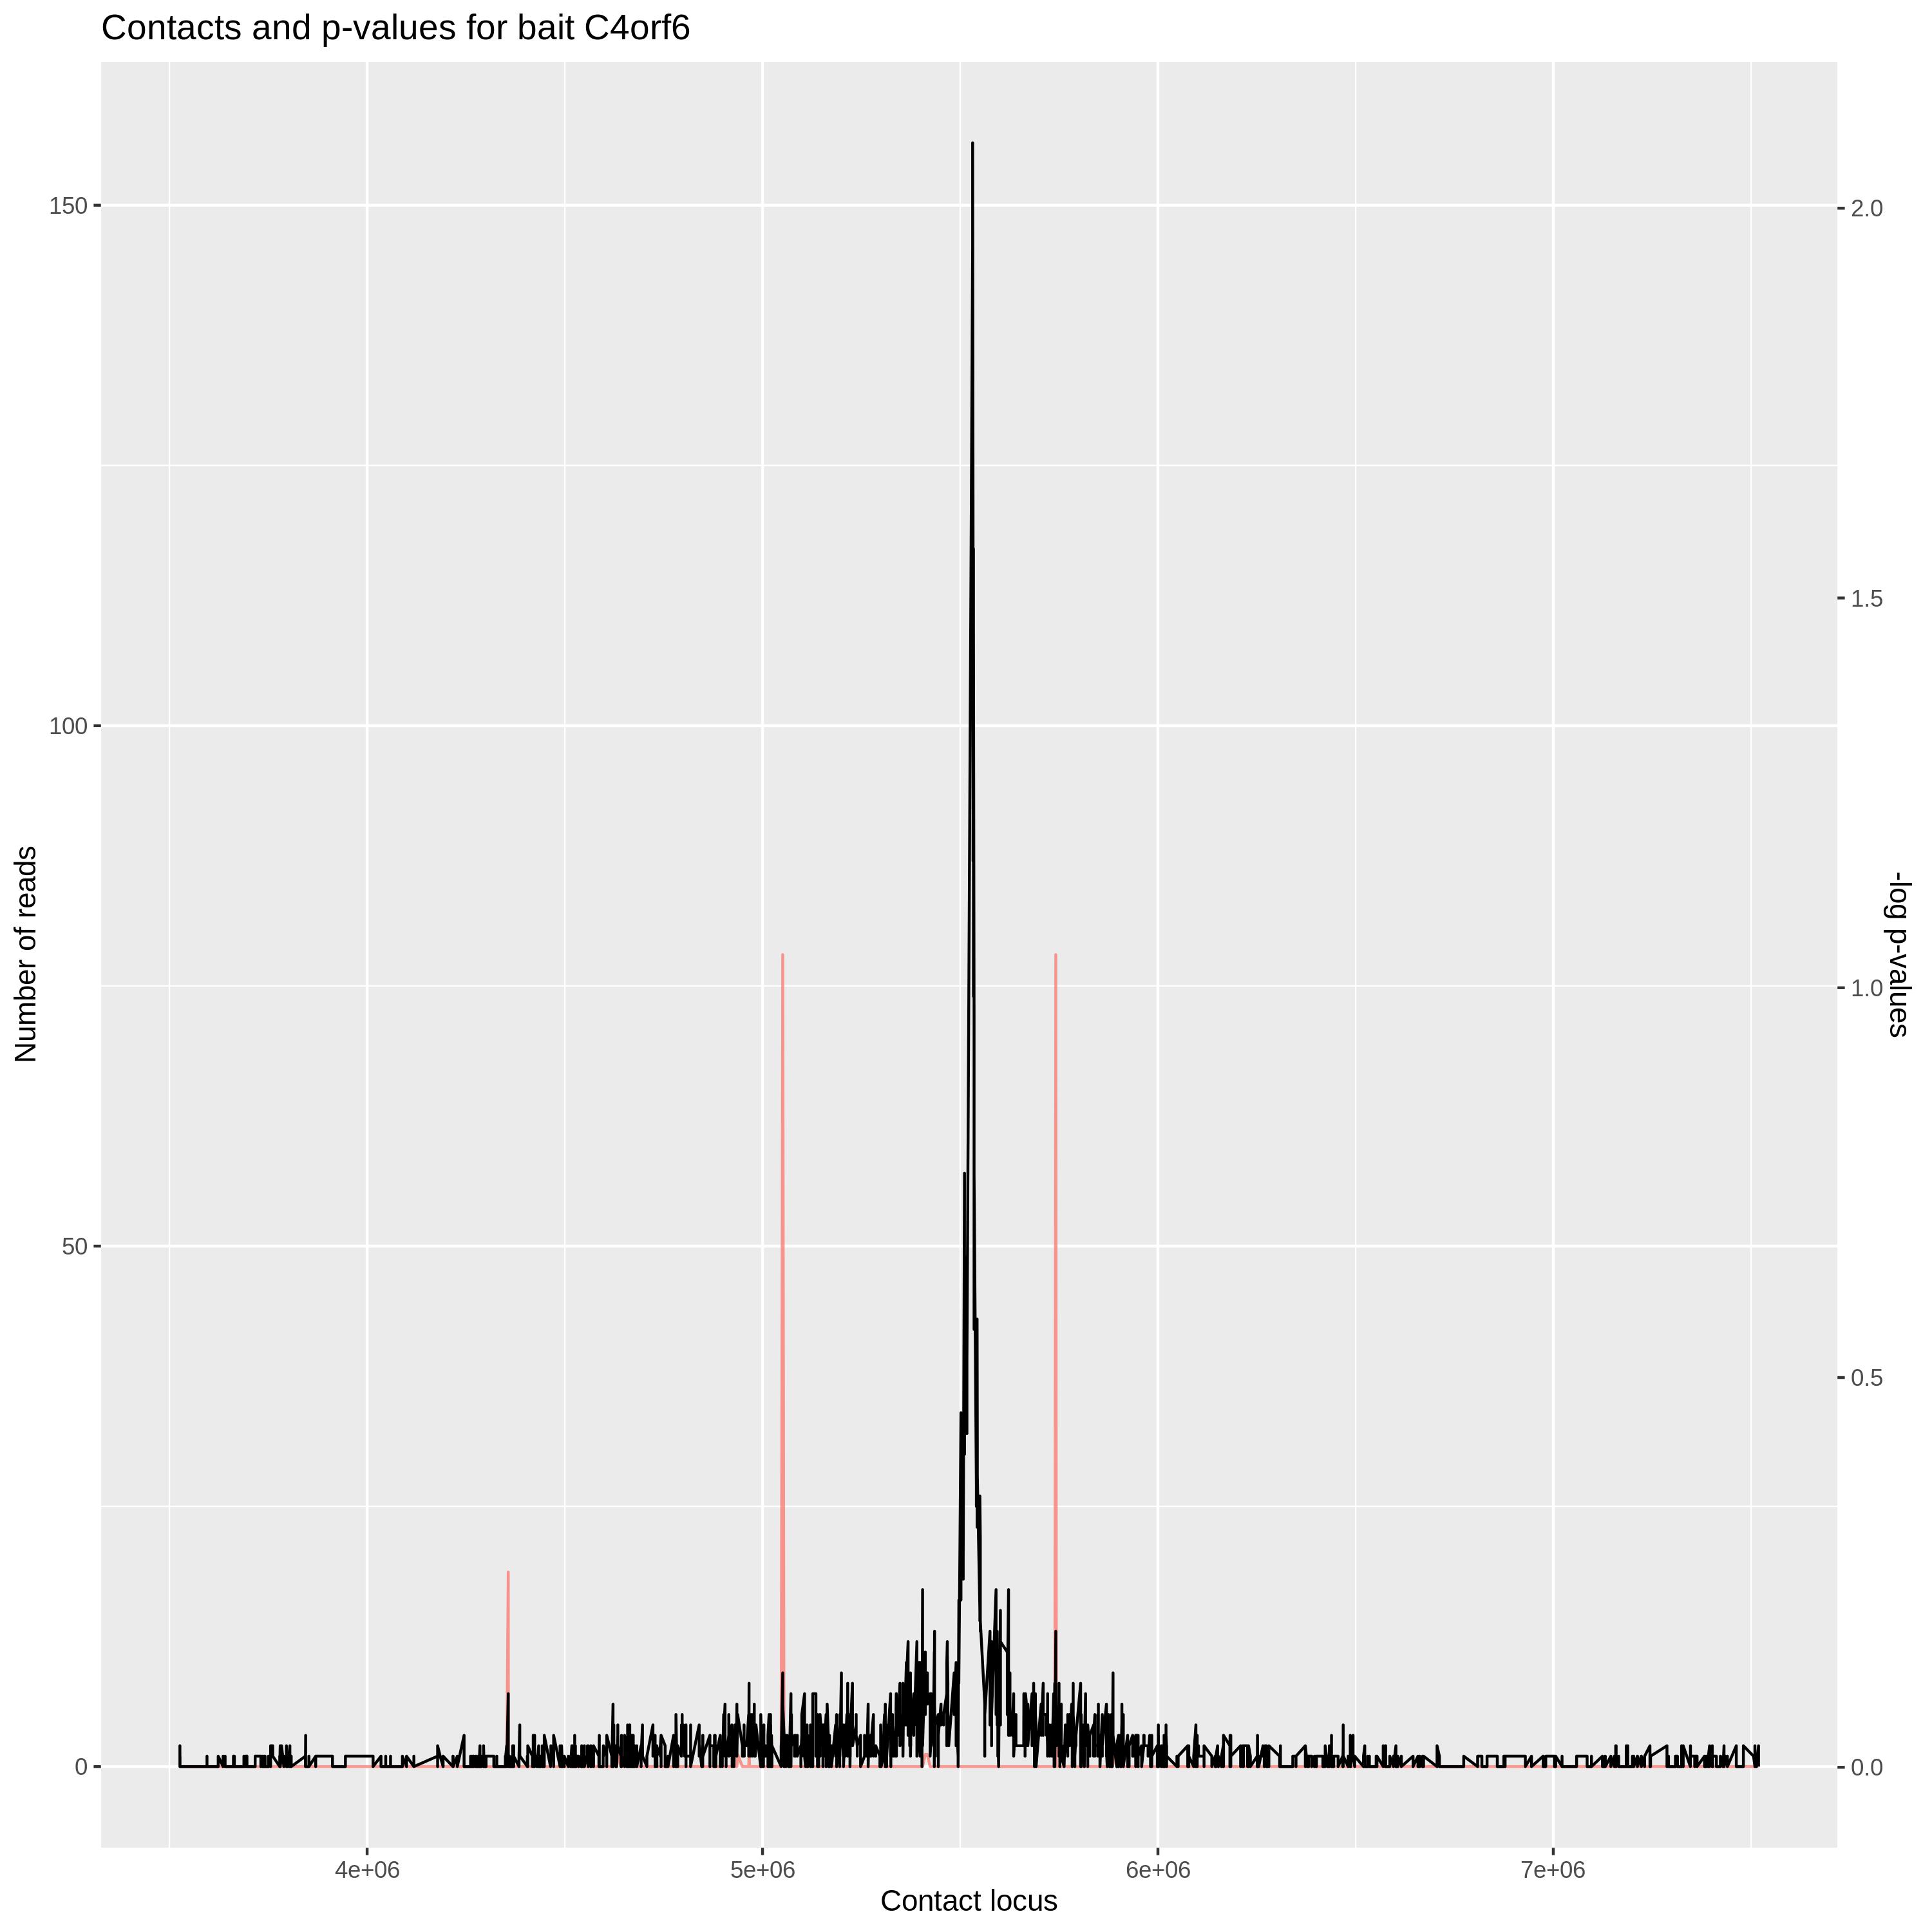 Contacts and p-values for bait C4orf6
150
100
50
0
Number of reads
2.0
1.5
1.0
0.5
0.0
-log p-values
4e+06
5e+06
6e+06
7e+06
Contact locus